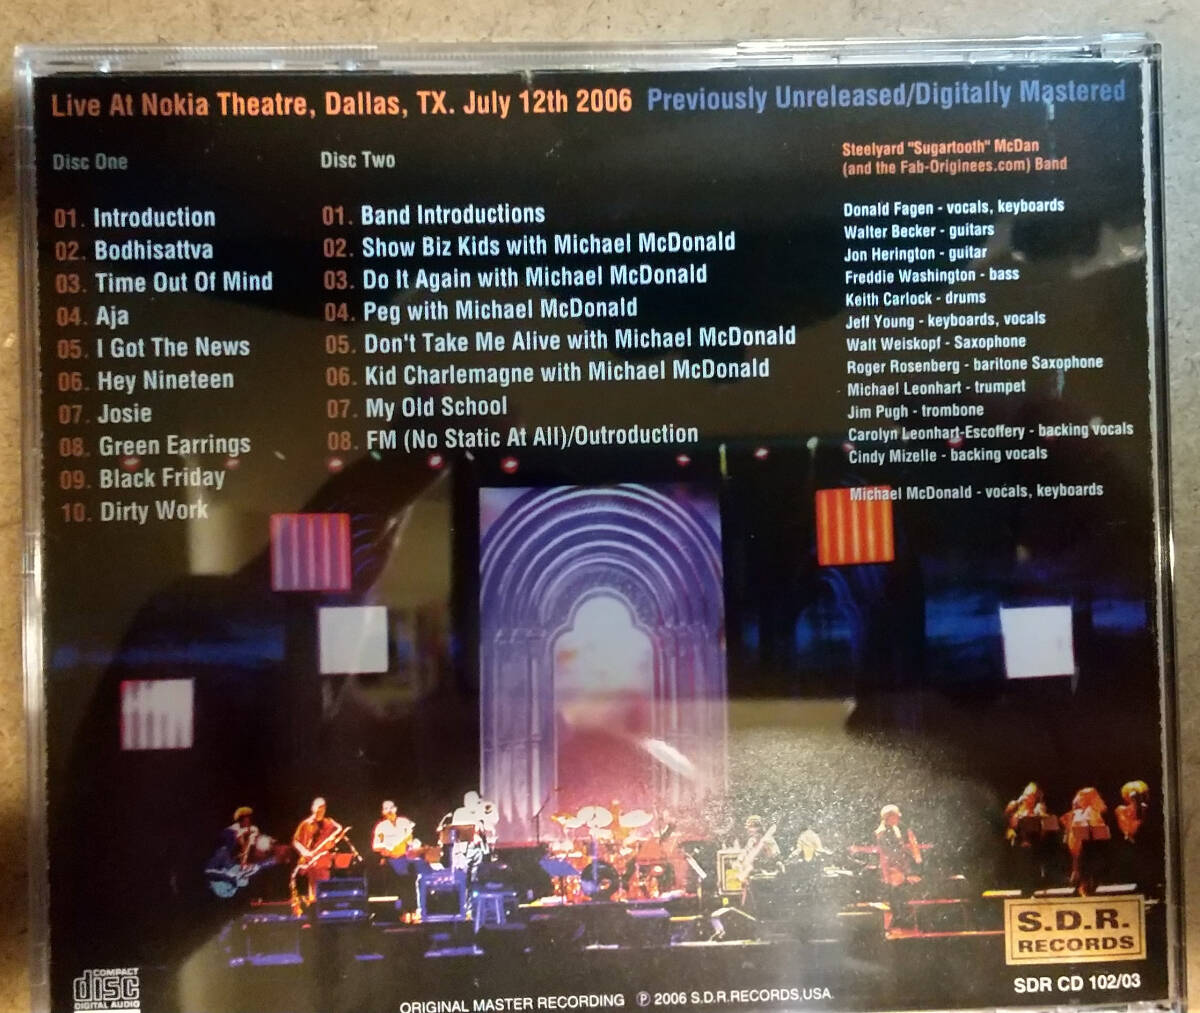 Live At Nokia Theatre, Dallas, TX. July 12th 2006 Previously Unreleased/Digitally Mastered
Disc One
01. Introduction
02. Bodhisattva
03. Time Out Of Mind
04. Aja
05. I Got The News
06. Hey Nineteen
07. Josie
08. Green Earrings
09. Black Friday
10. Dirty Work
Disc Two
01. Band Introductions
02. Show Biz Kids with Michael McDonald
03. Do It Again with Michael McDonald
04. Peg with Michael McDonald
05. Don't Take Me Alive with Michael McDonald
06. Kid Charlemagne with Michael McDonald
07. My Old School
08. FM (No Static At All)/Outroduction
Steelyard "Sugartooth" McDan
(and the Fab-Originees.com) Band
Donald Fagen - vocals, keyboards
Walter Becker - guitars
Jon Herington - guitar
Freddie Washington - bass
Keith Carlock - drums
Jeff Young - keyboards, vocals
Walt Weiskopf - Saxophone
Roger Rosenberg - baritone Saxophone
Michael Leonhart - trumpet
Jim Pugh - trombone
Carolyn Leonhart-Escoffery - backing vocals
Cindy Mizelle - backing vocals
Michael McDonald - vocals, keyboards
S.D.R.
RECORDS
SDR CD 102/03
COMPACT
disc
DIGITAL AUDIO
ORIGINAL MASTER RECORDING ℗ 2006 S.D.R.RECORDS,USA.